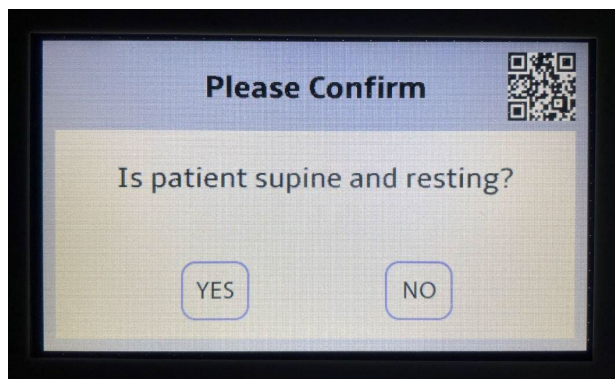 Please Confirm
Is patient supine and resting?
YES
NO